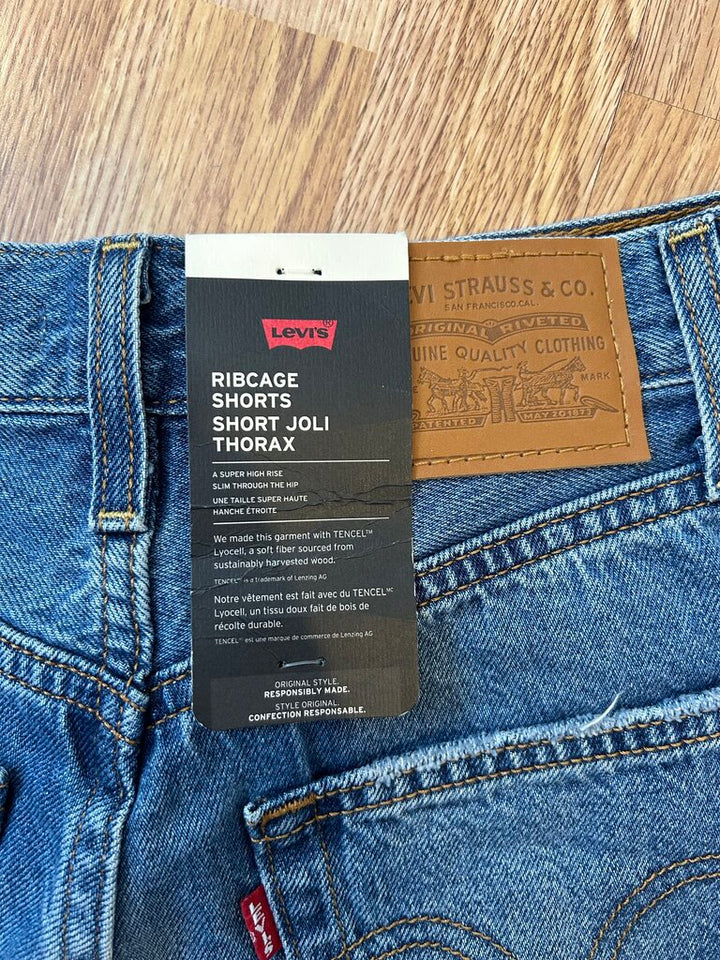 LEVI'S®
RIBCAGE
SHORTS
SHORT JOLI
THORAX
A SUPER HIGH RISE
SLIM THROUGH THE HIP
UNE TAILLE SUPER HAUTE
HANCHE ÉTROITE
We made this garment with TENCEL™
Lyocell, a soft fiber sourced from
sustainably harvested wood.
TENCEL™ is a trademark of Lenzing AG
Notre vêtement est fait avec du TENCEL™
Lyocell, un tissu doux fait de bois de
récolte durable.
TENCEL™ est une marque de commerce de Lenzing AG
ORIGINAL STYLE.
RESPONSIBLY MADE.
STYLE ORIGINAL.
CONFECTION RESPONSABLE.
EVI STRAUSS & CO.
SAN FRANCISCO.CAL.
ORIGINAL RIVETED
UINE QUALITY CLOTHING
MARK
PATENTED MAY 20 1873
LEVI'S